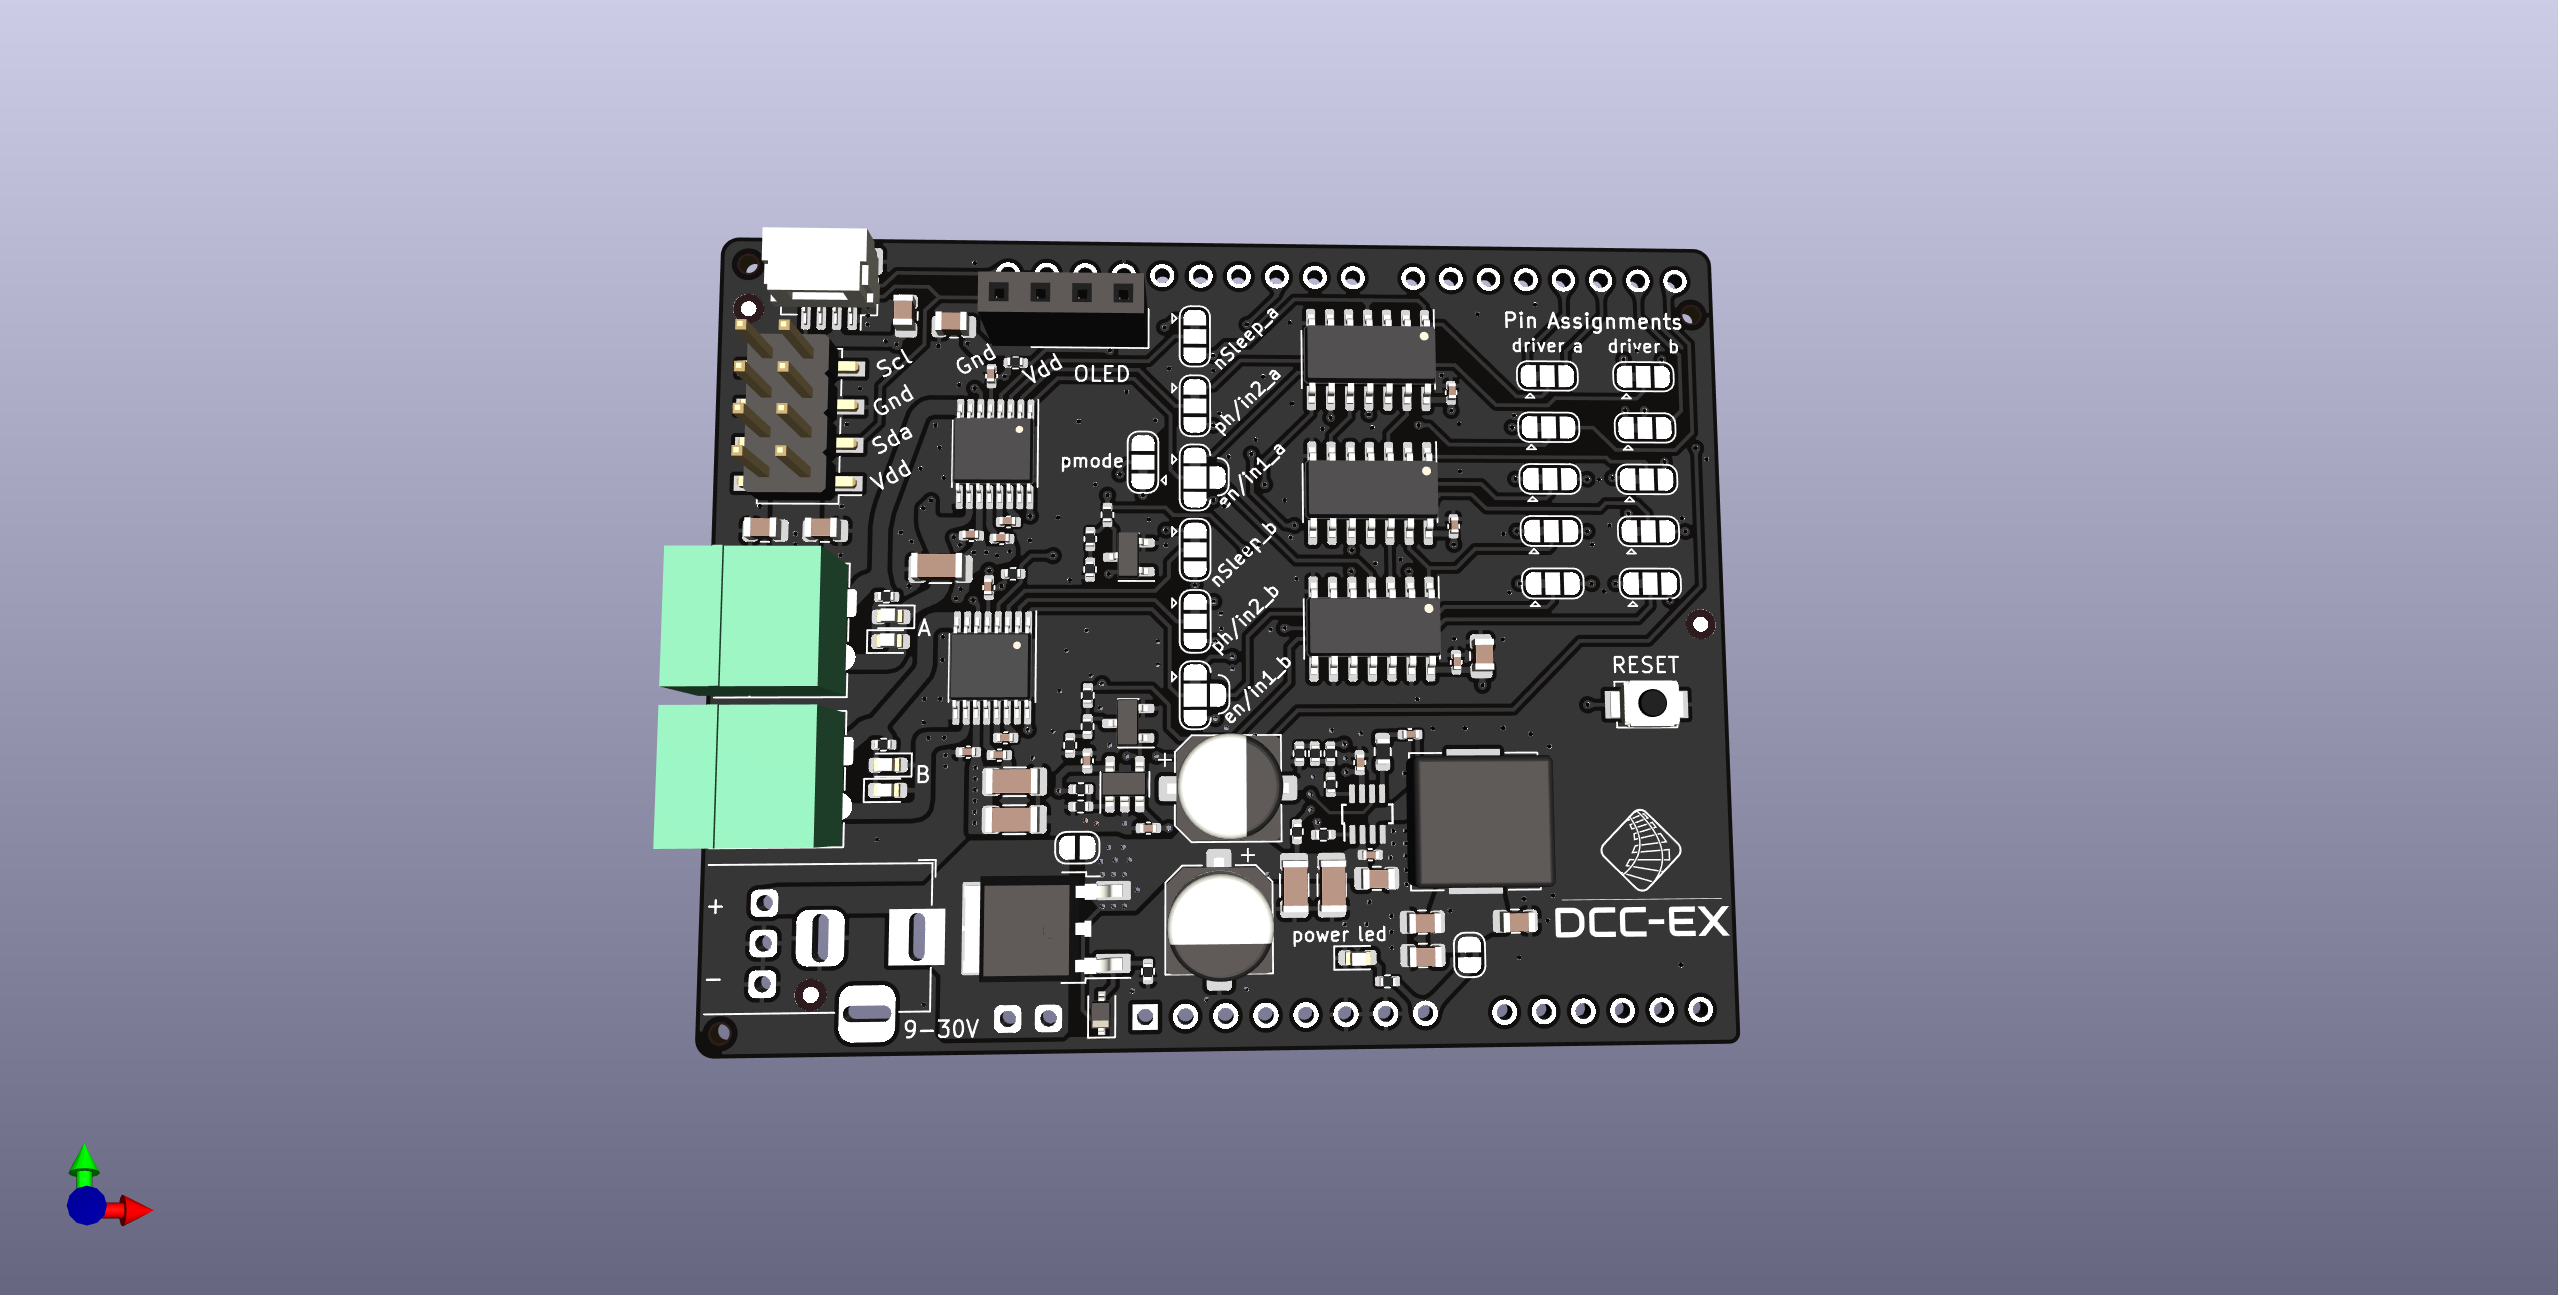 Scl
Gnd
Sda
Vdd
Gnd
Vdd
OLED
pmode
nSleep_a
ph/in2_a
en/in1_a
nSleep_b
ph/in2_b
en/in1_b
Pin Assignments
driver a driver b
A
B
RESET
+
+
+
-
9-30V
power led
DCC-EX